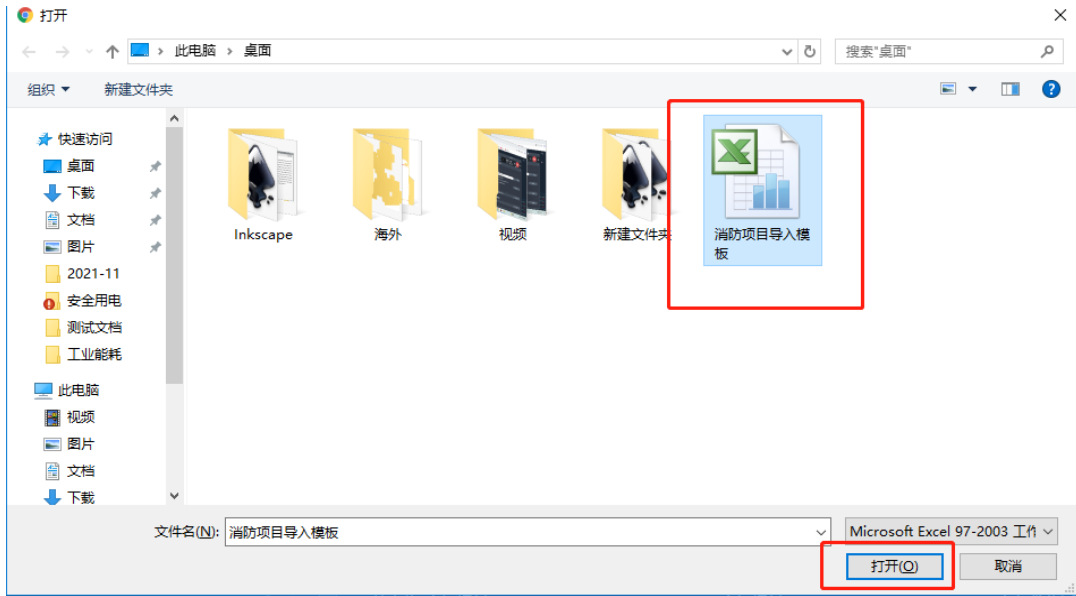 打开
此电脑 › 桌面
搜索"桌面"
组织
新建文件夹
快速访问
桌面
下载
文档
图片
2021-11
安全用电
测试文档
工业能耗
此电脑
视频
图片
文档
下载
Inkscape
海外
视频
新建文件夹
消防项目导入模
板
文件名(N):
消防项目导入模板
Microsoft Excel 97-2003 工作
打开(O)
取消